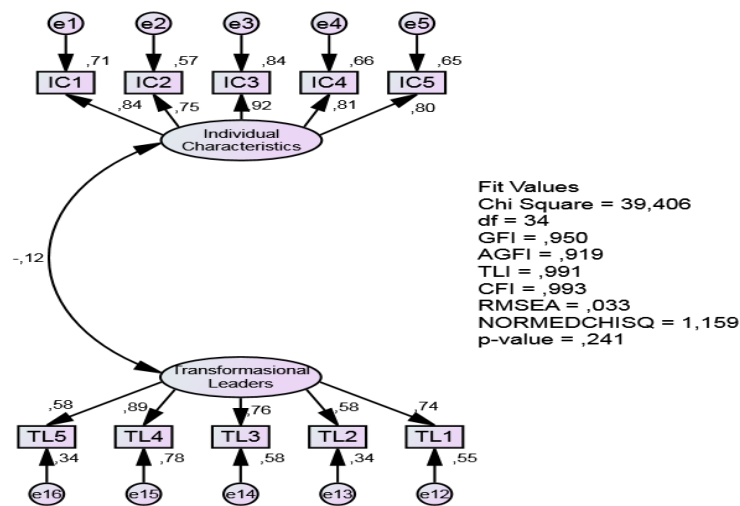 e1 e2 e3 e4 e5
,71 ,57 ,84 ,66 ,65
IC1 IC2 IC3 IC4 IC5
,84 ,75 ,92 ,81 ,80
Individual
Characteristics
-,12
Fit Values
Chi Square = 39,406
df = 34
GFI = ,950
AGFI = ,919
TLI = ,991
CFI = ,993
RMSEA = ,033
NORMEDCHISQ = 1,159
p-value = ,241
Transformasional
Leaders
,58 ,89 ,76 ,58 ,74
TL5 TL4 TL3 TL2 TL1
,34 ,78 ,58 ,34 ,55
e16 e15 e14 e13 e12